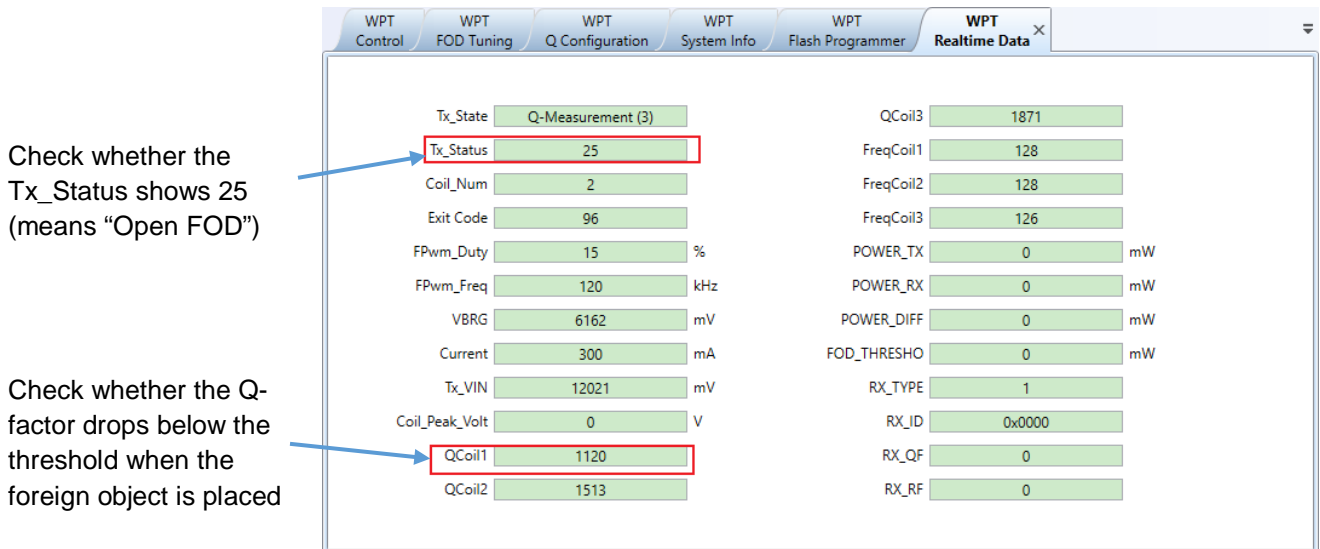 WPT Control
WPT FOD Tuning
WPT Q Configuration
WPT System Info
WPT Flash Programmer
WPT Realtime Data
Check whether the
Tx_Status shows 25
(means “Open FOD”)
Check whether the Q-
factor drops below the
threshold when the
foreign object is placed
Tx_State Q-Measurement (3)
Tx_Status 25
Coil_Num 2
Exit Code 96
FPwm_Duty 15 %
FPwm_Freq 120 kHz
VBRG 6162 mV
Current 300 mA
Tx_VIN 12021 mV
Coil_Peak_Volt 0 V
QCoil1 1120
QCoil2 1513
QCoil3 1871
FreqCoil1 128
FreqCoil2 128
FreqCoil3 126
POWER_TX 0 mW
POWER_RX 0 mW
POWER_DIFF 0 mW
FOD_THRESHO 0 mW
RX_TYPE 1
RX_ID 0x0000
RX_QF 0
RX_RF 0